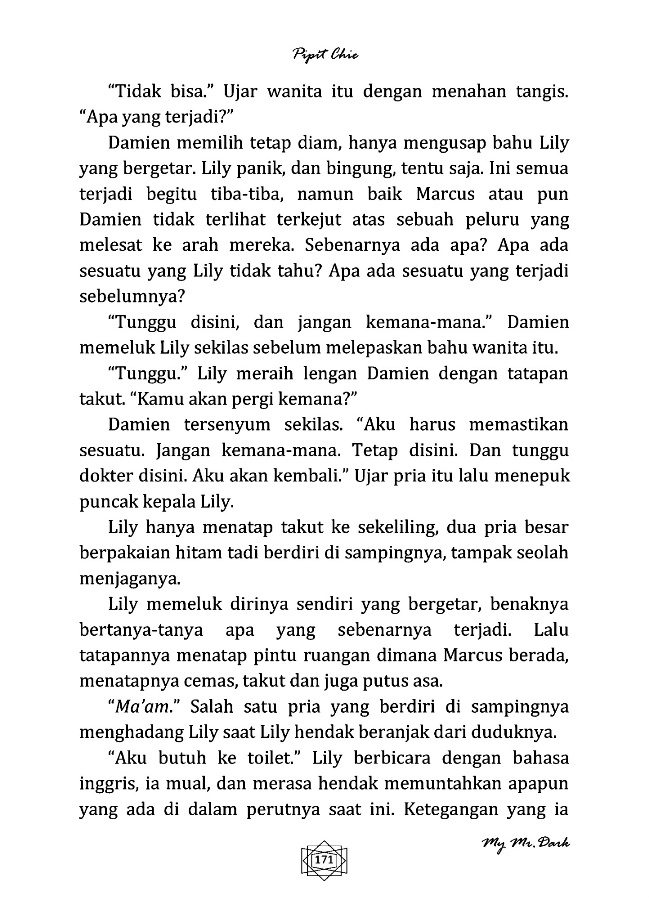 Pipit Chie
“Tidak bisa.” Ujar wanita itu dengan menahan tangis.
“Apa yang terjadi?”
Damien memilih tetap diam, hanya mengusap bahu Lily
yang bergetar. Lily panik, dan bingung, tentu saja. Ini semua
terjadi begitu tiba-tiba, namun baik Marcus atau pun
Damien tidak terlihat terkejut atas sebuah peluru yang
melesat ke arah mereka. Sebenarnya ada apa? Apa ada
sesuatu yang Lily tidak tahu? Apa ada sesuatu yang terjadi
sebelumnya?
“Tunggu disini, dan jangan kemana-mana.” Damien
memeluk Lily sekilas sebelum melepaskan bahu wanita itu.
“Tunggu.” Lily meraih lengan Damien dengan tatapan
takut. “Kamu akan pergi kemana?”
Damien tersenyum sekilas. “Aku harus memastikan
sesuatu. Jangan kemana-mana. Tetap disini. Dan tunggu
dokter disini. Aku akan kembali.” Ujar pria itu lalu menepuk
puncak kepala Lily.
Lily hanya menatap takut ke sekeliling, dua pria besar
berpakaian hitam tadi berdiri di sampingnya, tampak seolah
menjaganya.
Lily memeluk dirinya sendiri yang bergetar, benaknya
bertanya-tanya apa yang sebenarnya terjadi. Lalu
tatapannya menatap pintu ruangan dimana Marcus berada,
menatapnya cemas, takut dan juga putus asa.
“Ma’am.” Salah satu pria yang berdiri di sampingnya
menghadang Lily saat Lily hendak beranjak dari duduknya.
“Aku butuh ke toilet.” Lily berbicara dengan bahasa
inggris, ia mual, dan merasa hendak memuntahkan apapun
yang ada di dalam perutnya saat ini. Ketegangan yang ia
My Mr. Dark
171